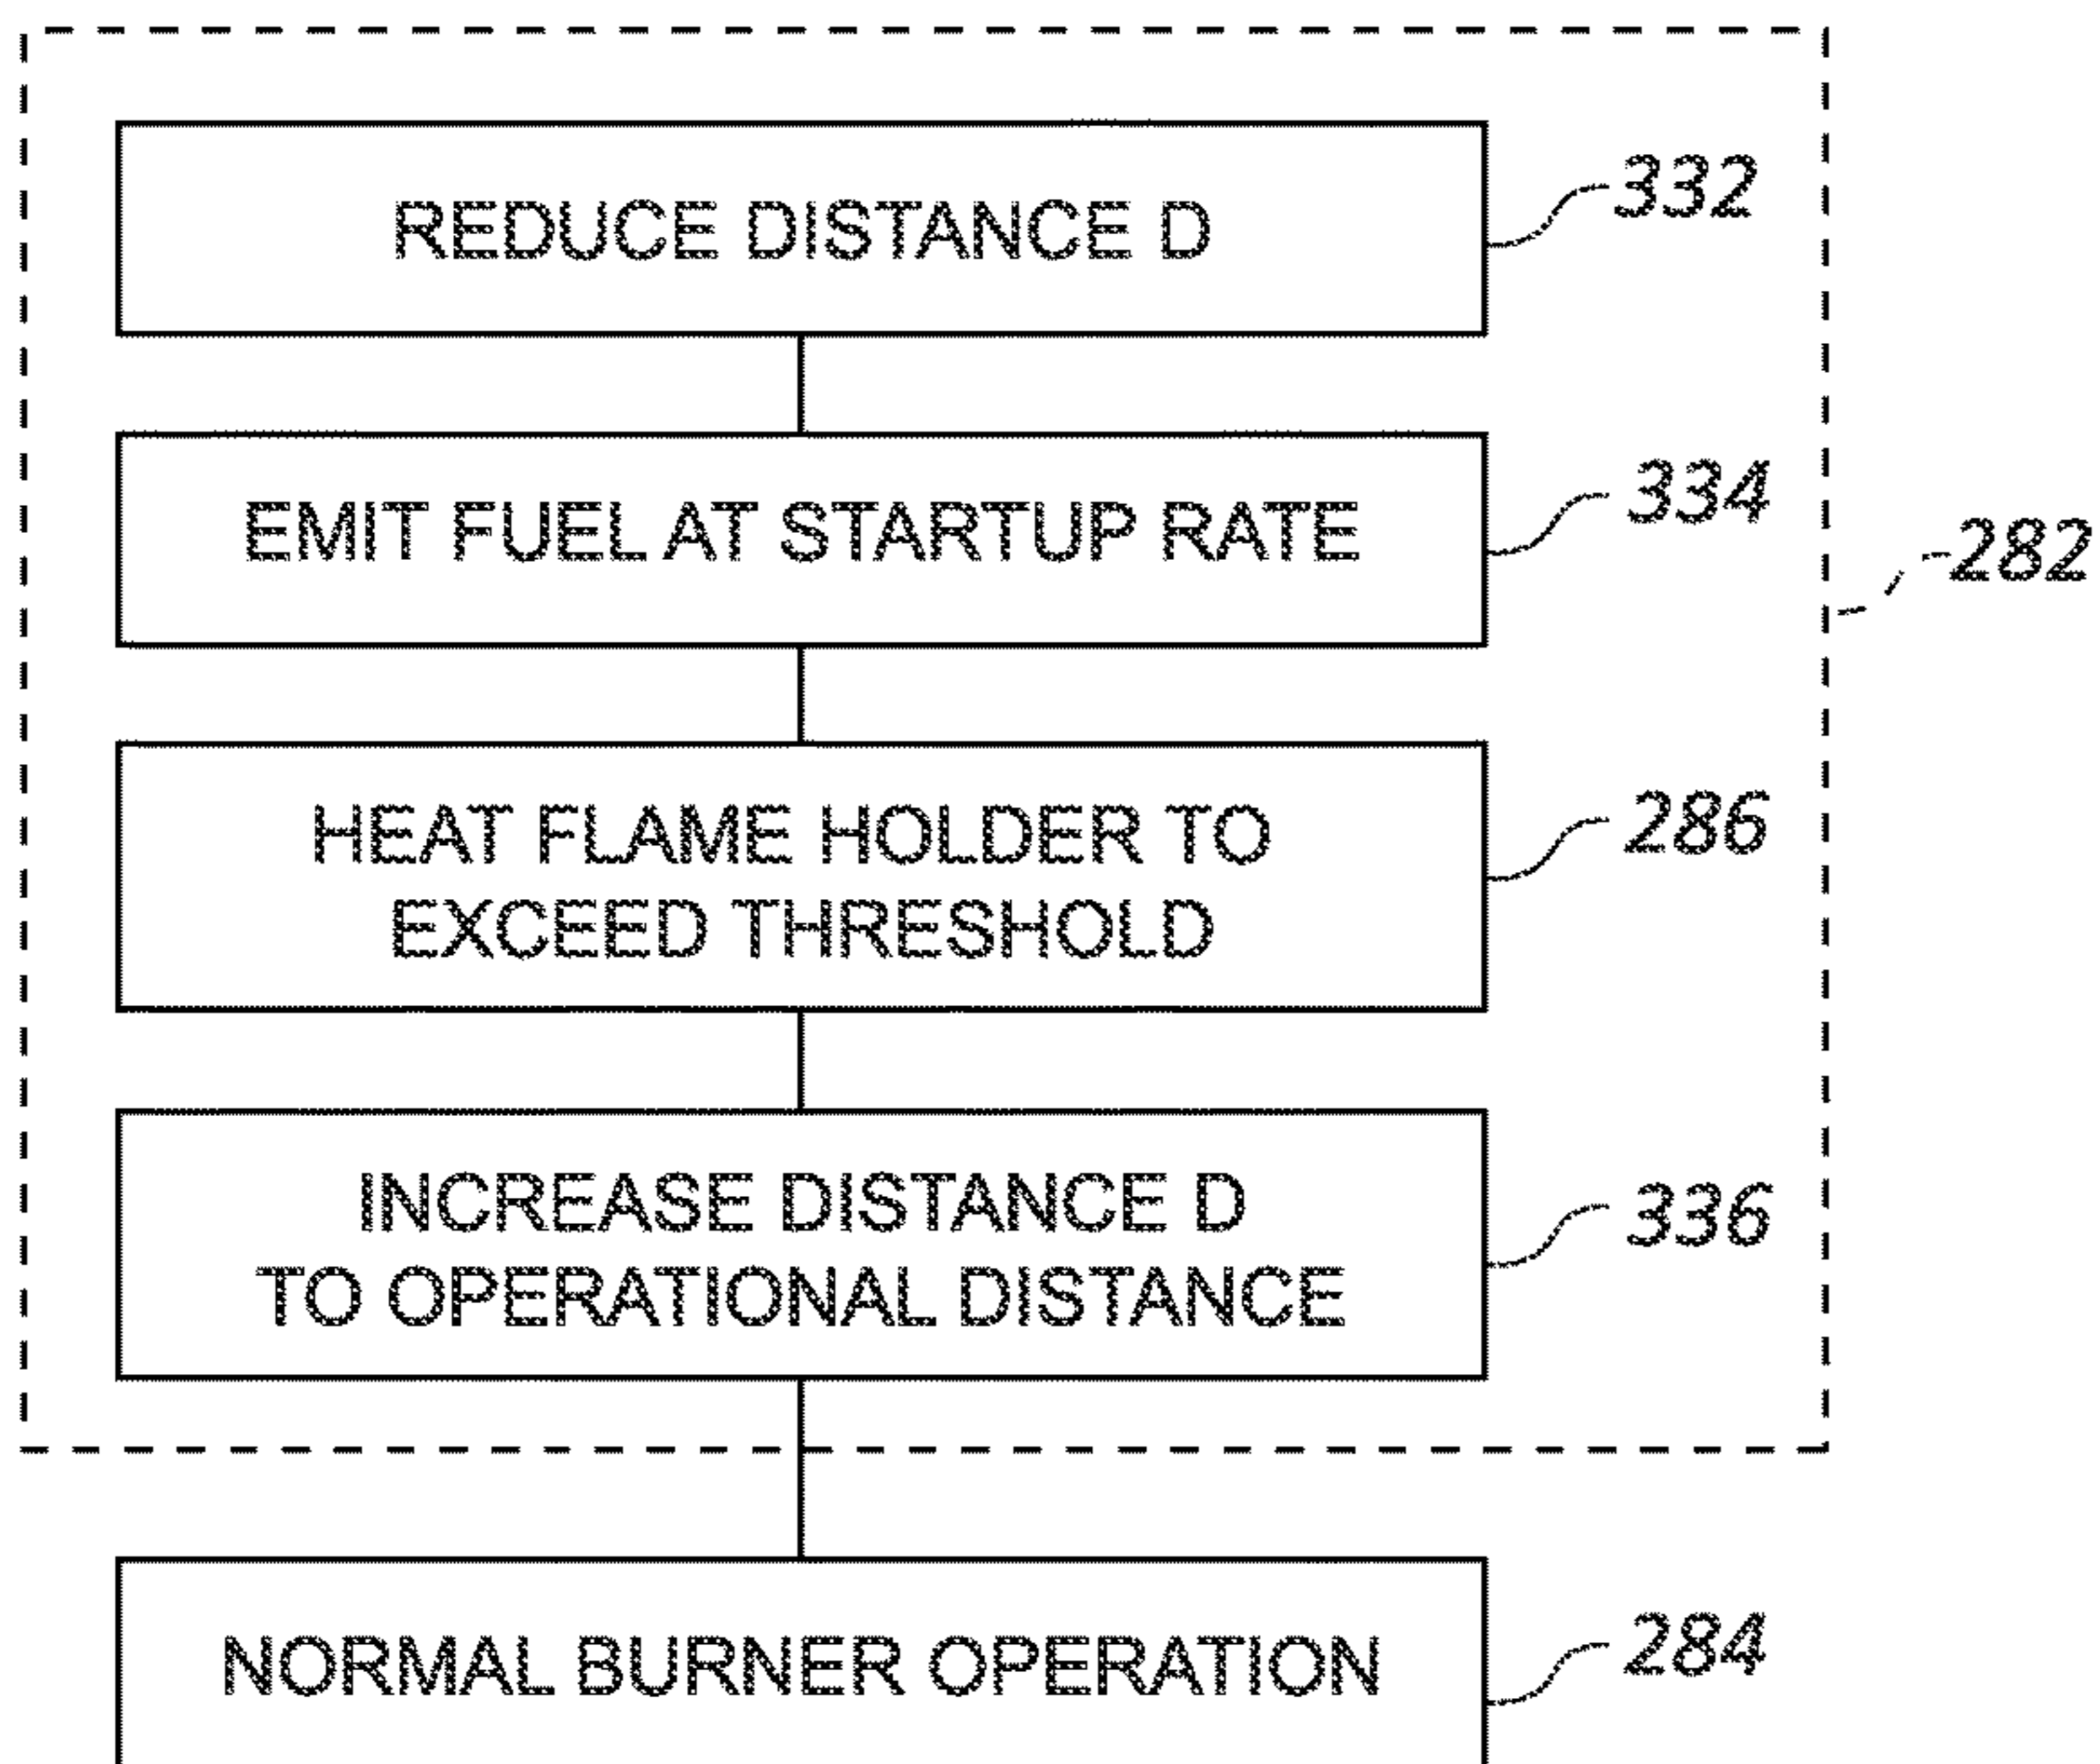 REDUCE DISTANCE D
332
EMIT FUEL AT STARTUP RATE
334
282
HEAT FLAME HOLDER TO
EXCEED THRESHOLD
286
INCREASE DISTANCE D
TO OPERATIONAL DISTANCE
336
NORMAL BURNER OPERATION
284